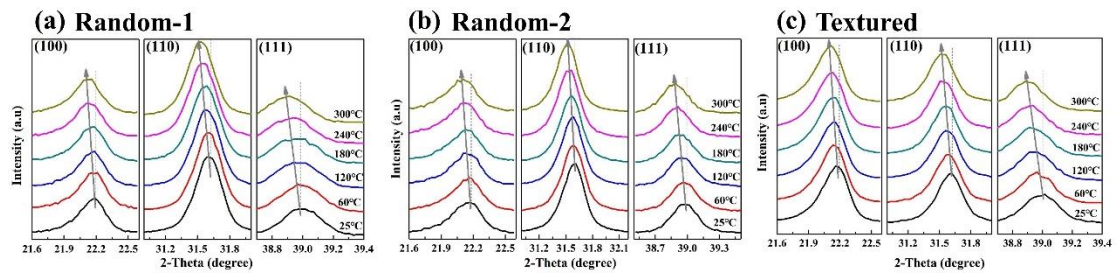 (a) Random-1
(100)
(110)
(111)
300°C
240°C
180°C
120°C
60°C
25°C
Intensity (a.u)
21.6 21.9 22.2 22.5
31.2 31.5 31.8
38.7 39.0 39.4
2-Theta (degree)
(b) Random-2
(100)
(110)
(111)
300°C
240°C
180°C
120°C
60°C
25°C
Intensity (a.u)
21.6 21.9 22.2 22.5
31.2 31.5 31.8 32.1
38.7 39.0 39.3
2-Theta (degree)
(c) Textured
(100)
(110)
(111)
300°C
240°C
180°C
120°C
60°C
25°C
Intensity (a.u)
21.6 21.9 22.2 22.5
31.2 31.5 31.8
38.8 39.0 39.2 39.4
2-Theta (degree)